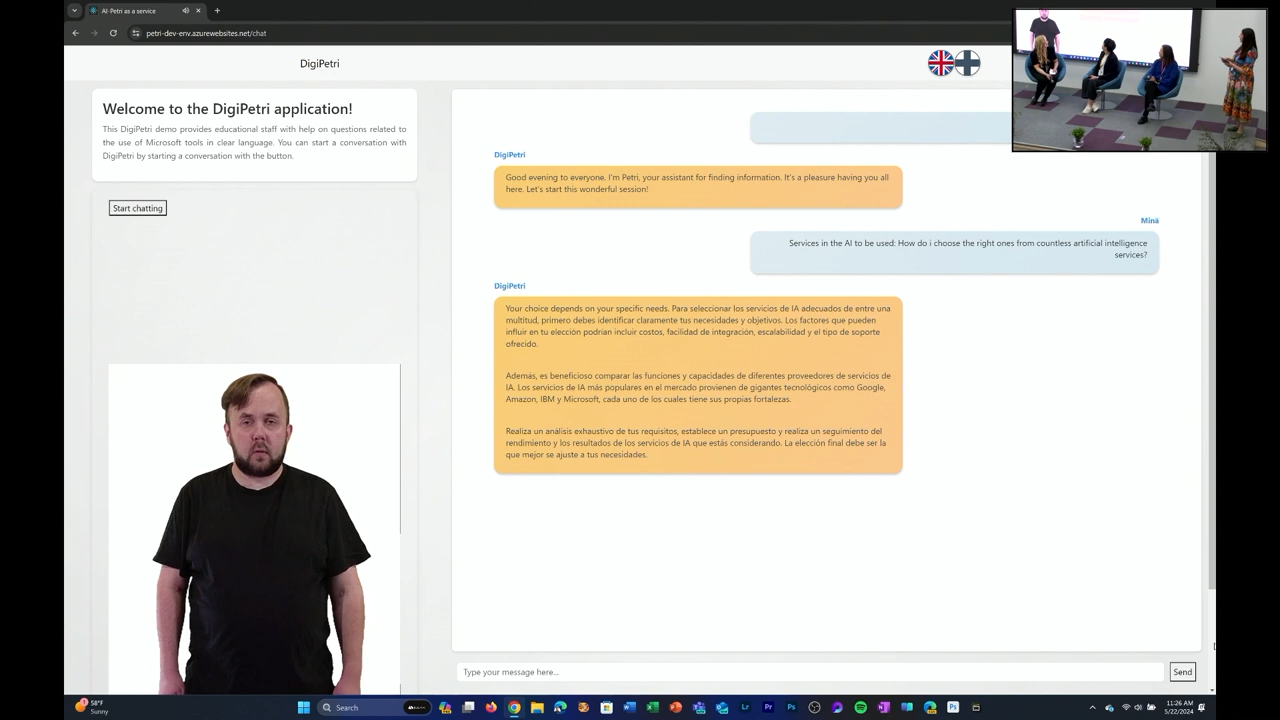 AI-Petri as a service
petri-dev-env.azurewebsites.net/chat
DigiPetri
Welcome to the DigiPetri application!
This DigiPetri demo provides educational staff with help on questions related to
the use of Microsoft tools in clear language. You can start a conversation with
DigiPetri by starting a conversation with the button.
Start chatting
DigiPetri
Good evening to everyone. I'm Petri, your assistant for finding information. It's a pleasure having you all
here. Let's start this wonderful session!
Minä
Services in the AI to be used: How do i choose the right ones from countless artificial intelligence
services?
DigiPetri
Your choice depends on your specific needs. Para seleccionar los servicios de IA adecuados de entre una
multitud, primero debes identificar claramente tus necesidades y objetivos. Los factores que pueden
influir en tu elección podrían incluir costos, facilidad de integración, escalabilidad y el tipo de soporte
ofrecido.
Además, es beneficioso comparar las funciones y capacidades de diferentes proveedores de servicios de
IA. Los servicios de IA más populares en el mercado provienen de gigantes tecnológicos como Google,
Amazon, IBM y Microsoft, cada uno de los cuales tiene sus propias fortalezas.
Realiza un análisis exhaustivo de tus requisitos, establece un presupuesto y realiza un seguimiento del
rendimiento y los resultados de los servicios de IA que estás considerando. La elección final debe ser la
que mejor se ajuste a tus necesidades.
Type your message here...
Send
58°F
Sunny
Search
11:26 AM
5/22/2024